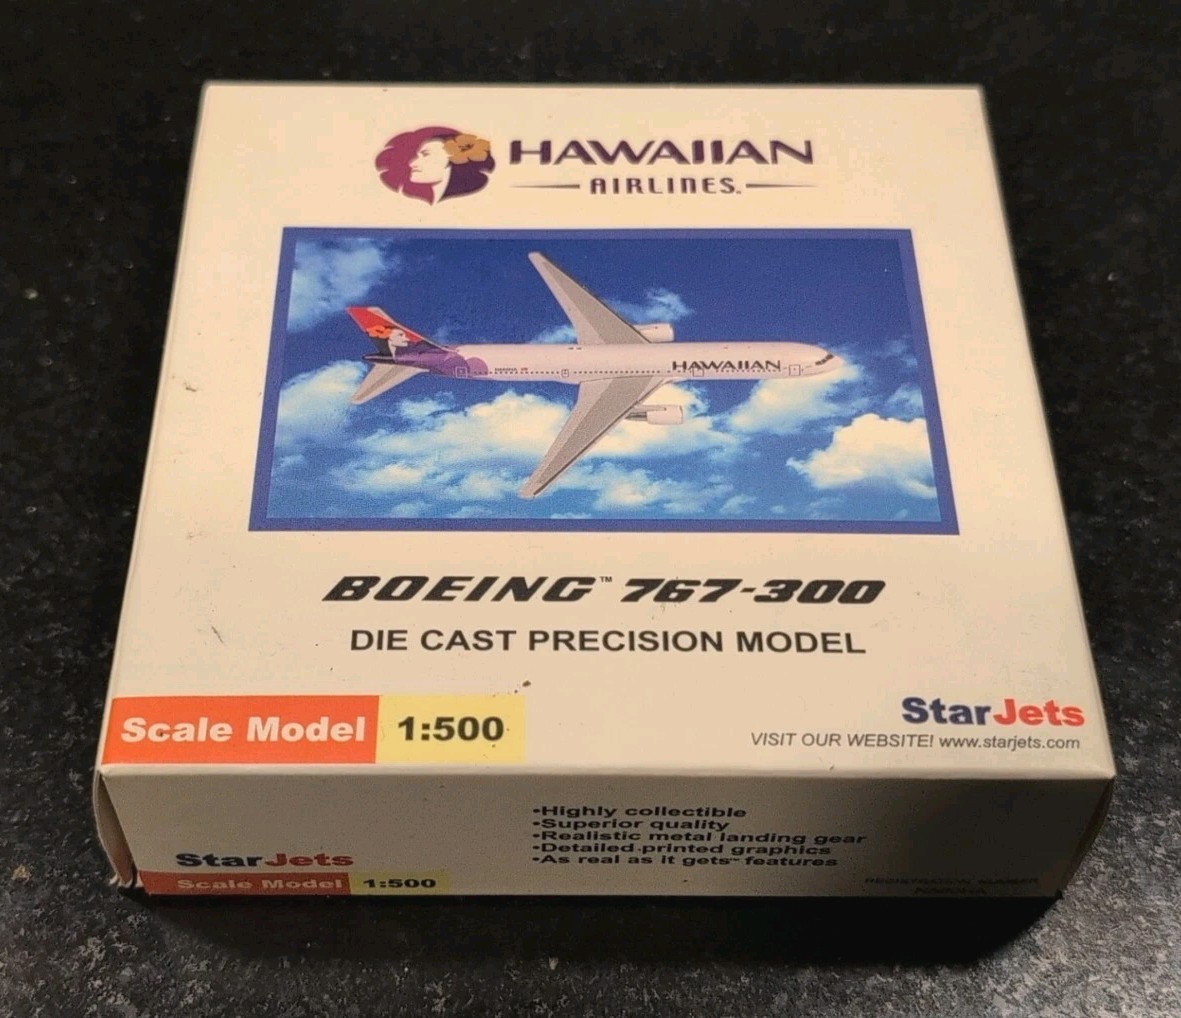 HAWAIIAN
AIRLINES.
HAWAIIAN
BOEING™ 767-300
DIE CAST PRECISION MODEL
Scale Model 1:500
StarJets
VISIT OUR WEBSITE! www.starjets.com
•Highly collectible
•Superior quality
•Realistic metal landing gear
•Detailed printed graphics
•As real as it gets™ features
StarJets
Scale Model 1:500
REGISTRATION NUMBER